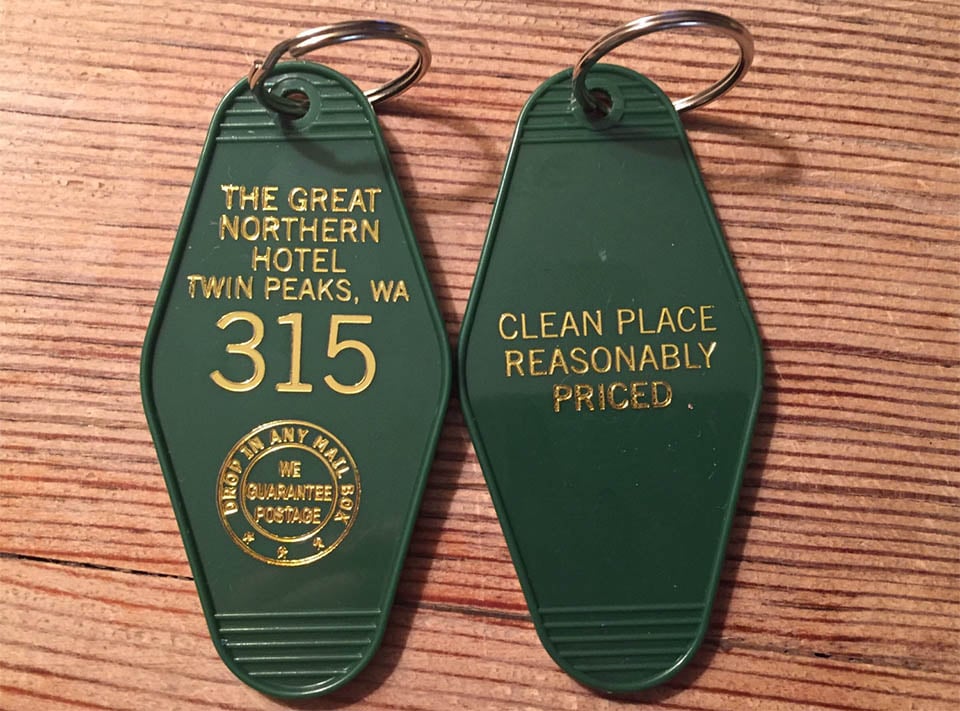 THE GREAT
NORTHERN
HOTEL
TWIN PEAKS, WA
315
DROP IN ANY MAIL BOX
WE
GUARANTEE
POSTAGE
CLEAN PLACE
REASONABLY
PRICED